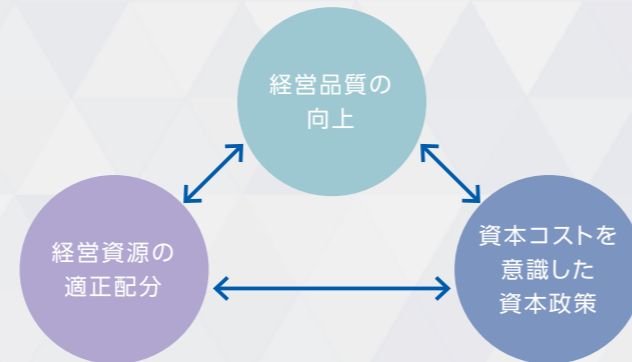 経営品質の
向上
経営資源の
適正配分
資本コストを
意識した
資本政策